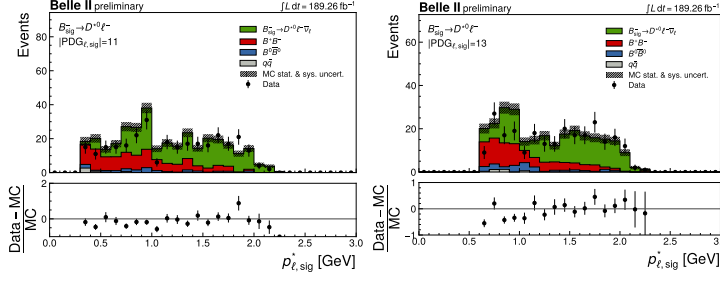 Belle II preliminary ∫L dt = 189.26 fb⁻¹
B⁻sig→D*⁰ℓ⁻
|PDGℓ,sig|=11
B⁻sig→D*⁰ℓ⁻ν̄ℓ
B⁺B⁻
B⁰B̄⁰
qq̄
MC stat. & sys. uncert.
Data
Events
80
60
40
20
0
2
0
Data−MC
MC
0.0 0.5 1.0 1.5 2.0 2.5 3.0
p*ℓ,sig [GeV]
Belle II preliminary ∫L dt = 189.26 fb⁻¹
B⁻sig→D*⁰ℓ⁻
|PDGℓ,sig|=13
B⁻sig→D*⁰ℓ⁻ν̄ℓ
B⁺B⁻
B⁰B̄⁰
qq̄
MC stat. & sys. uncert.
Data
Events
60
40
20
0
1
0
−1
Data−MC
MC
0.0 0.5 1.0 1.5 2.0 2.5 3.0
p*ℓ,sig [GeV]